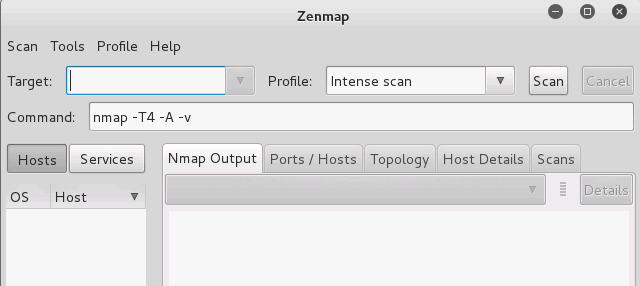 Zenmap
Scan Tools Profile Help
Target: Profile: Intense scan Scan Cancel
Command: nmap -T4 -A -v
Hosts Services Nmap Output Ports / Hosts Topology Host Details Scans
Details
OS Host